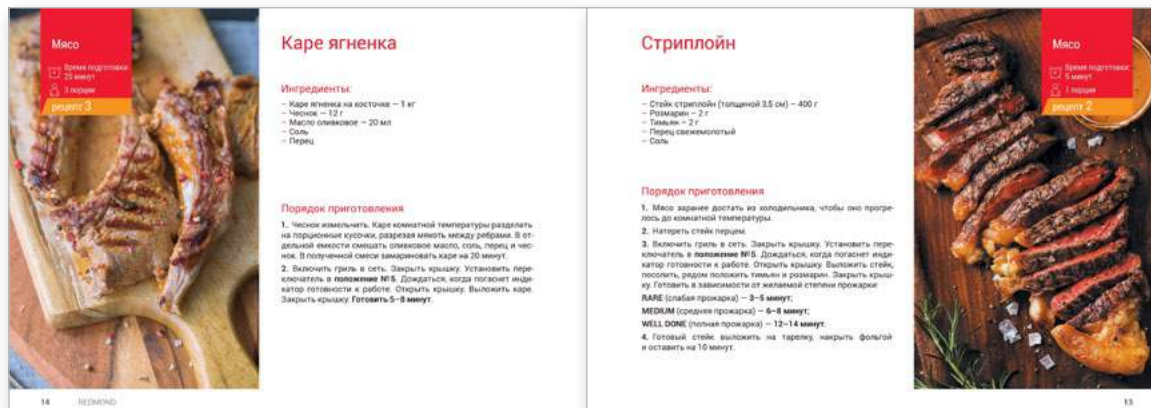 Мясо
Время подготовки:
25 минут
3 порции
рецепт 3
Каре ягненка
Ингредиенты:
– Каре ягненка на косточке – 1 кг
– Чеснок – 12 г
– Масло оливковое – 20 мл
– Соль
– Перец
Порядок приготовления
1. Чеснок измельчить. Каре комнатной температуры разделать
на порционные кусочки, разрезая мякоть между ребрами. В от-
дельной емкости смешать оливковое масло, соль, перец и чес-
нок. В полученной смеси замариновать каре на 20 минут.
2. Включить гриль в сеть. Закрыть крышку. Установить пере-
ключатель в положение №5. Дождаться, когда погаснет инди-
катор готовности к работе. Открыть крышку. Выложить каре.
Закрыть крышку. Готовить 5–8 минут.
14 REDMOND
Стриплойн
Ингредиенты:
– Стейк стриплойн (толщиной 3,5 см) – 400 г
– Розмарин – 2 г
– Тимьян – 2 г
– Перец свежемолотый
– Соль
Порядок приготовления
1. Мясо заранее достать из холодильника, чтобы оно прогре-
лось до комнатной температуры.
2. Натереть стейк перцем.
3. Включить гриль в сеть. Закрыть крышку. Установить пере-
ключатель в положение №5. Дождаться, когда погаснет инди-
катор готовности к работе. Открыть крышку. Выложить стейк,
посолить, рядом положить тимьян и розмарин. Закрыть крыш-
ку. Готовить в зависимости от желаемой степени прожарки:
RARE (слабая прожарка) – 3–5 минут;
MEDIUM (средняя прожарка) – 6–8 минут;
WELL DONE (полная прожарка) – 12–14 минут.
4. Готовый стейк выложить на тарелку, накрыть фольгой
и оставить на 10 минут.
Мясо
Время подготовки:
5 минут
1 порция
рецепт 2
13